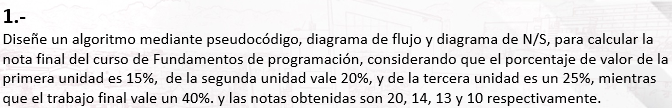 1.-
Diseñe un algoritmo mediante pseudocódigo, diagrama de flujo y diagrama de N/S, para calcular la
nota final del curso de Fundamentos de programación, considerando que el porcentaje de valor de la
primera unidad es 15%, de la segunda unidad vale 20%, y de la tercera unidad es un 25%, mientras
que el trabajo final vale un 40%. y las notas obtenidas son 20, 14, 13 y 10 respectivamente.